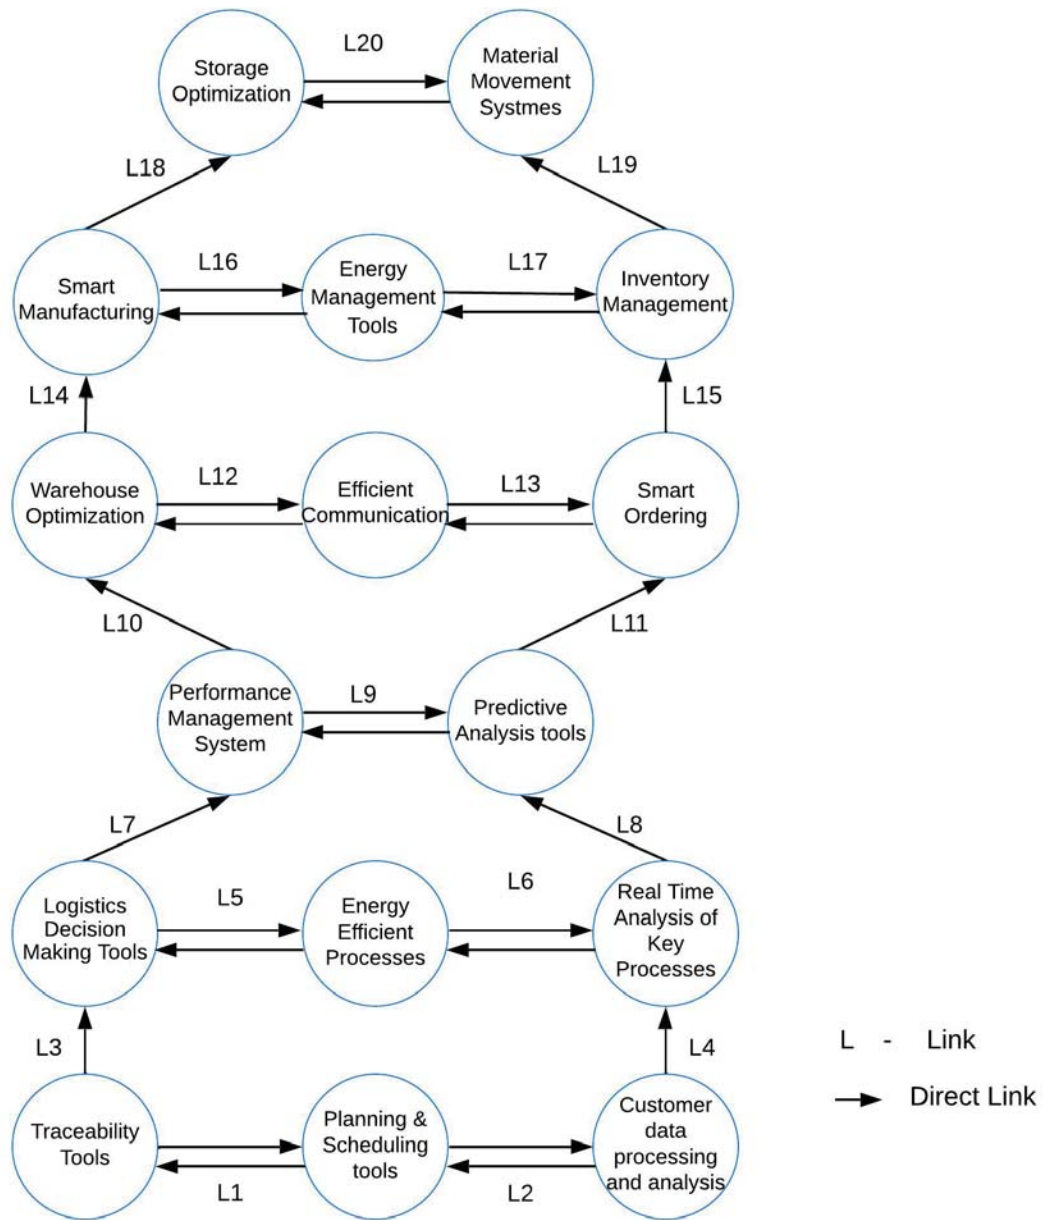 L20
Storage
Optimization
Material
Movement
Systmes
L18
L19
Smart
Manufacturing
L16
Energy
Management
Tools
L17
Inventory
Management
L14
L15
Warehouse
Optimization
L12
Efficient
Communication
L13
Smart
Ordering
L10
L11
Performance
Management
System
L9
Predictive
Analysis tools
L7
L8
Logistics
Decision
Making Tools
L5
Energy
Efficient
Processes
L6
Real Time
Analysis of
Key
Processes
L3
L4
L - Link
Direct Link
Traceability
Tools
L1
Planning &
Scheduling
tools
L2
Customer
data
processing
and analysis